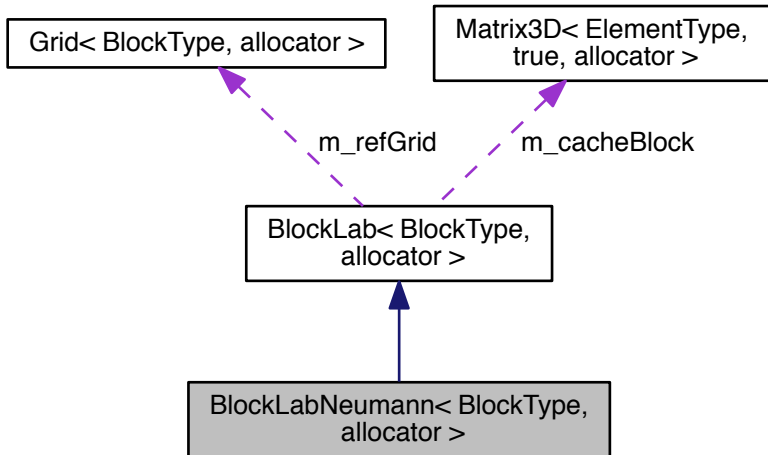 Grid< BlockType, allocator >
Matrix3D< ElementType,
true, allocator >
m_refGrid
m_cacheBlock
BlockLab< BlockType,
allocator >
BlockLabNeumann< BlockType,
allocator >